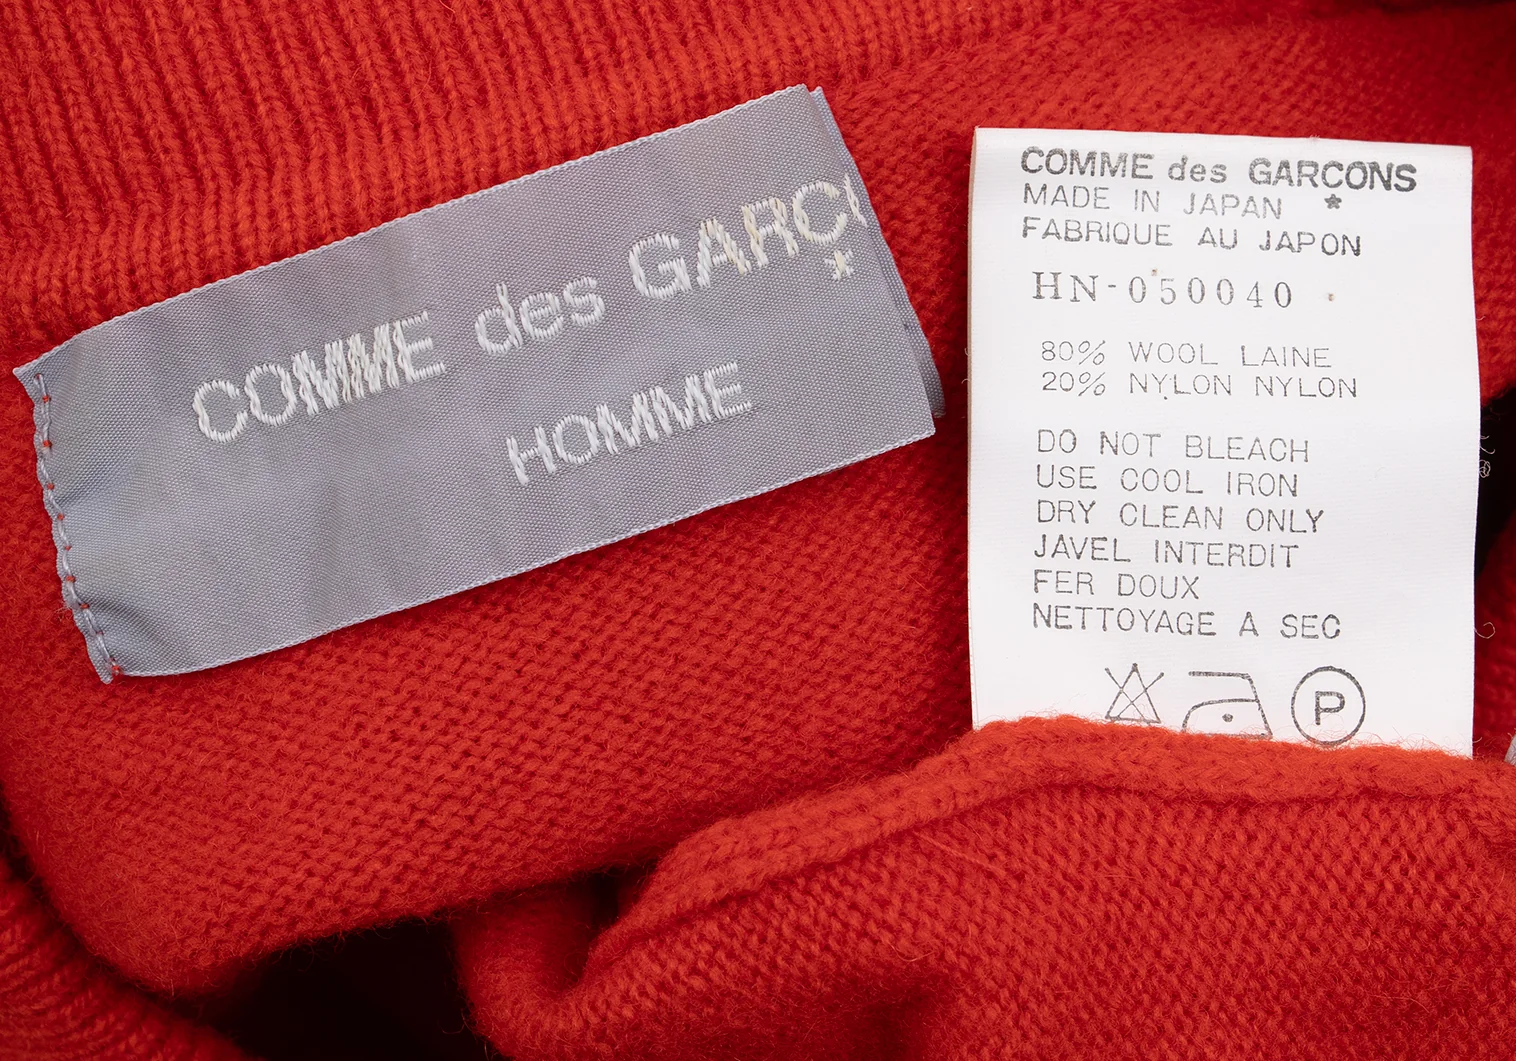 COMME des GARÇ
HOMME
COMME des GARCONS
MADE IN JAPAN *
FABRIQUE AU JAPON
HN-050040
80% WOOL LAINE
20% NYLON NYLON
DO NOT BLEACH
USE COOL IRON
DRY CLEAN ONLY
JAVEL INTERDIT
FER DOUX
NETTOYAGE A SEC
P